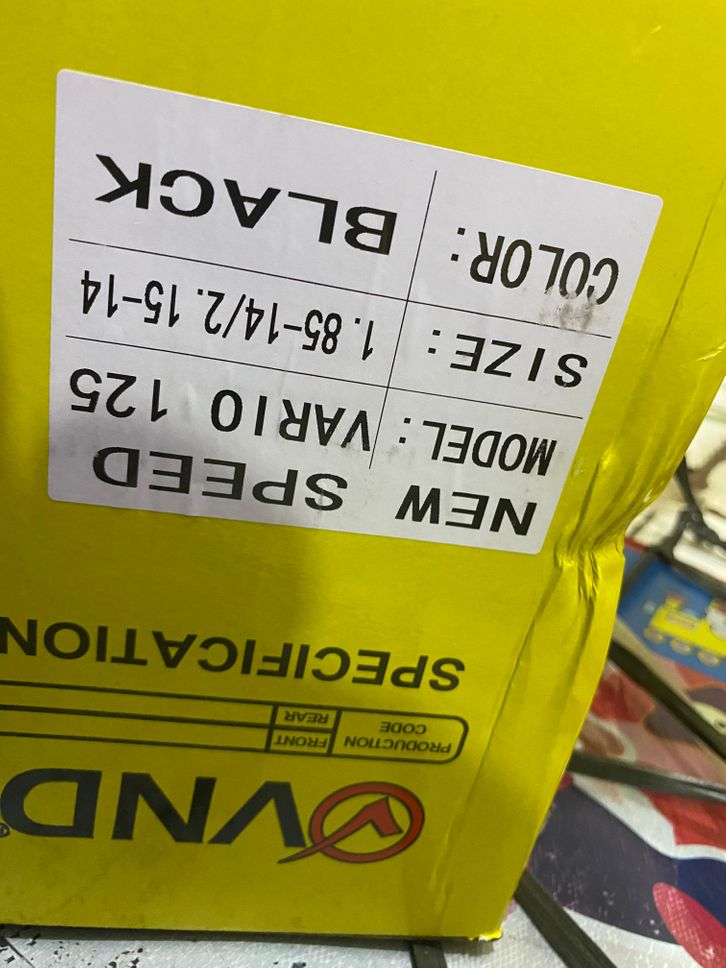 VND
PRODUCTION CODE
FRONT
REAR
SPECIFICATION
NEW SPEED
MODEL: VARIO 125
SIZE: 1.85-14/2.15-14
COLOR: BLACK